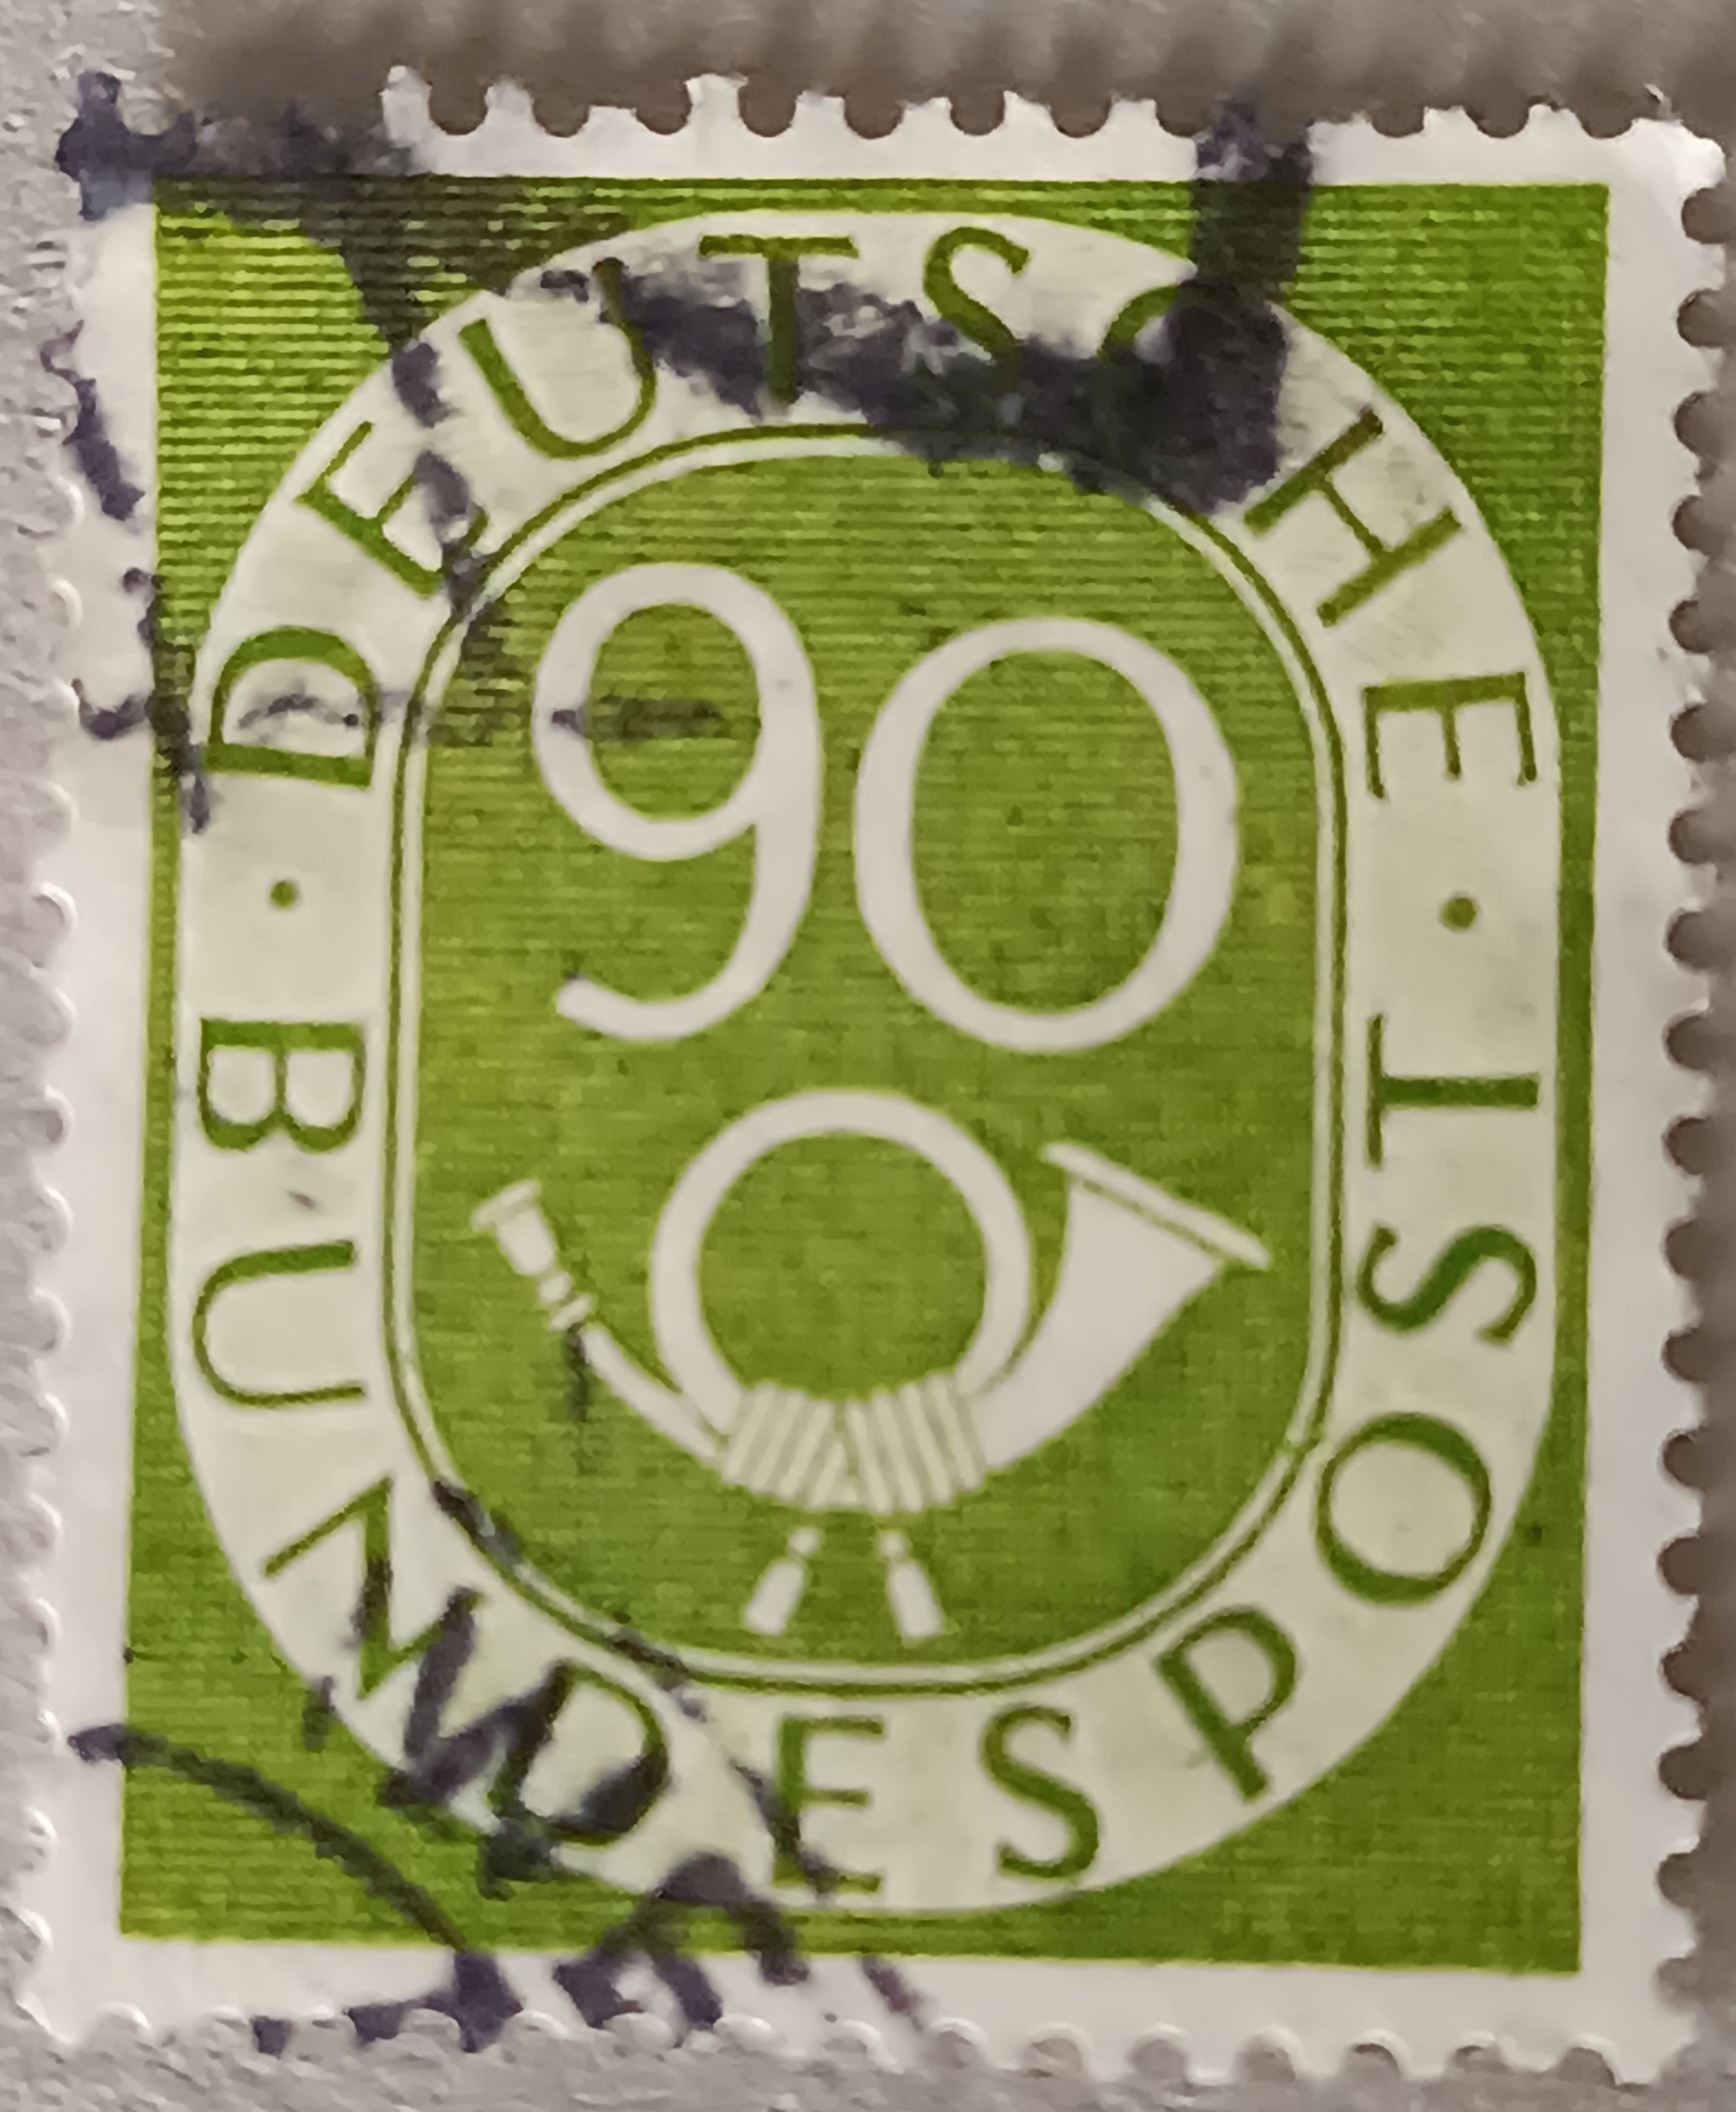 DEUTSCHE · BUNDESPOST ·
90